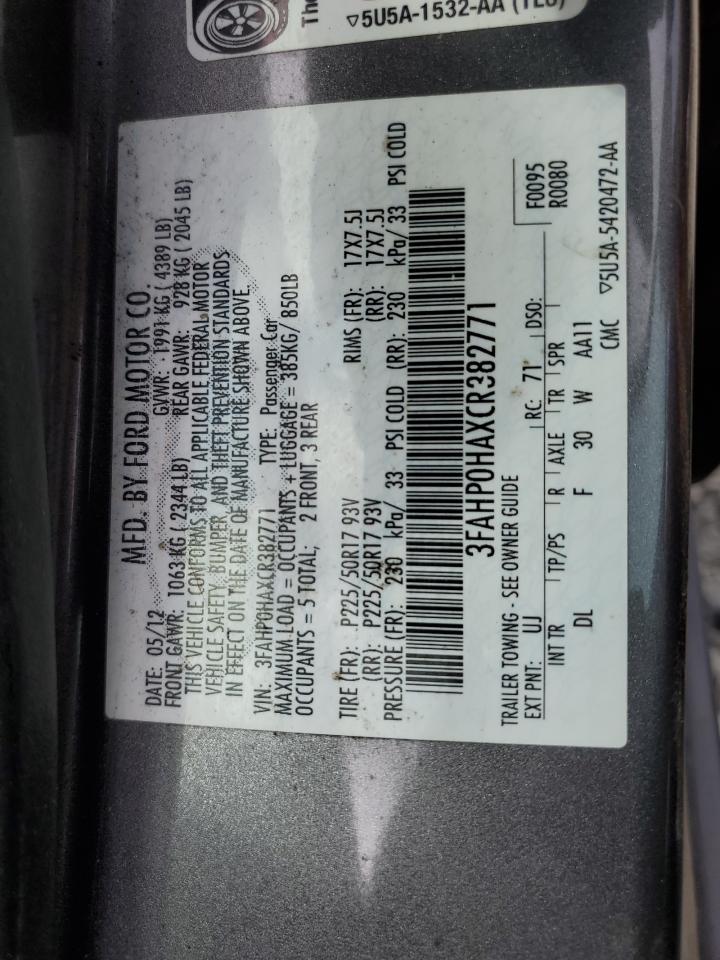 The
▽5U5A-1532-AA (TEO)
MFD. BY FORD MOTOR CO.
DATE: 05/12 GVWR: 1991 KG ( 4389 LB)
FRONT GAWR: 1063 KG ( 2344 LB) REAR GAWR: 928 KG ( 2045 LB)
THIS VEHICLE CONFORMS TO ALL APPLICABLE FEDERAL MOTOR
VEHICLE SAFETY, BUMPER, AND THEFT PREVENTION STANDARDS
IN EFFECT ON THE DATE OF MANUFACTURE SHOWN ABOVE.
VIN: 3FAHP0HAXCR382771 TYPE: Passenger Car
MAXIMUM LOAD = OCCUPANTS + LUGGAGE = 385KG/ 850LB
OCCUPANTS = 5 TOTAL; 2 FRONT, 3 REAR
TIRE (FR): P225/50R17 93V RIMS (FR): 17X7.5J
(RR): P225/50R17 93V (RR): 17X7.5J
PRESSURE (FR): 230 kPa/ 33 PSI COLD (RR): 230 kPa/ 33 PSI COLD
3FAHP0HAXCR382771
TRAILER TOWING - SEE OWNER GUIDE F0095
EXT PNT: UJ RC: 71 DSO: R0080
INT TR TP/PS R AXLE TR SPR
DL F 30 W AA11
CMC ▽5U5A-5420472-AA